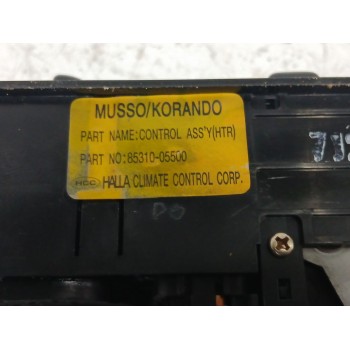 MUSSO/KORANDO
PART NAME:CONTROL ASS'Y(HTR)
PART NO:85310-05500
HCC HALLA CLIMATE CONTROL CORP.